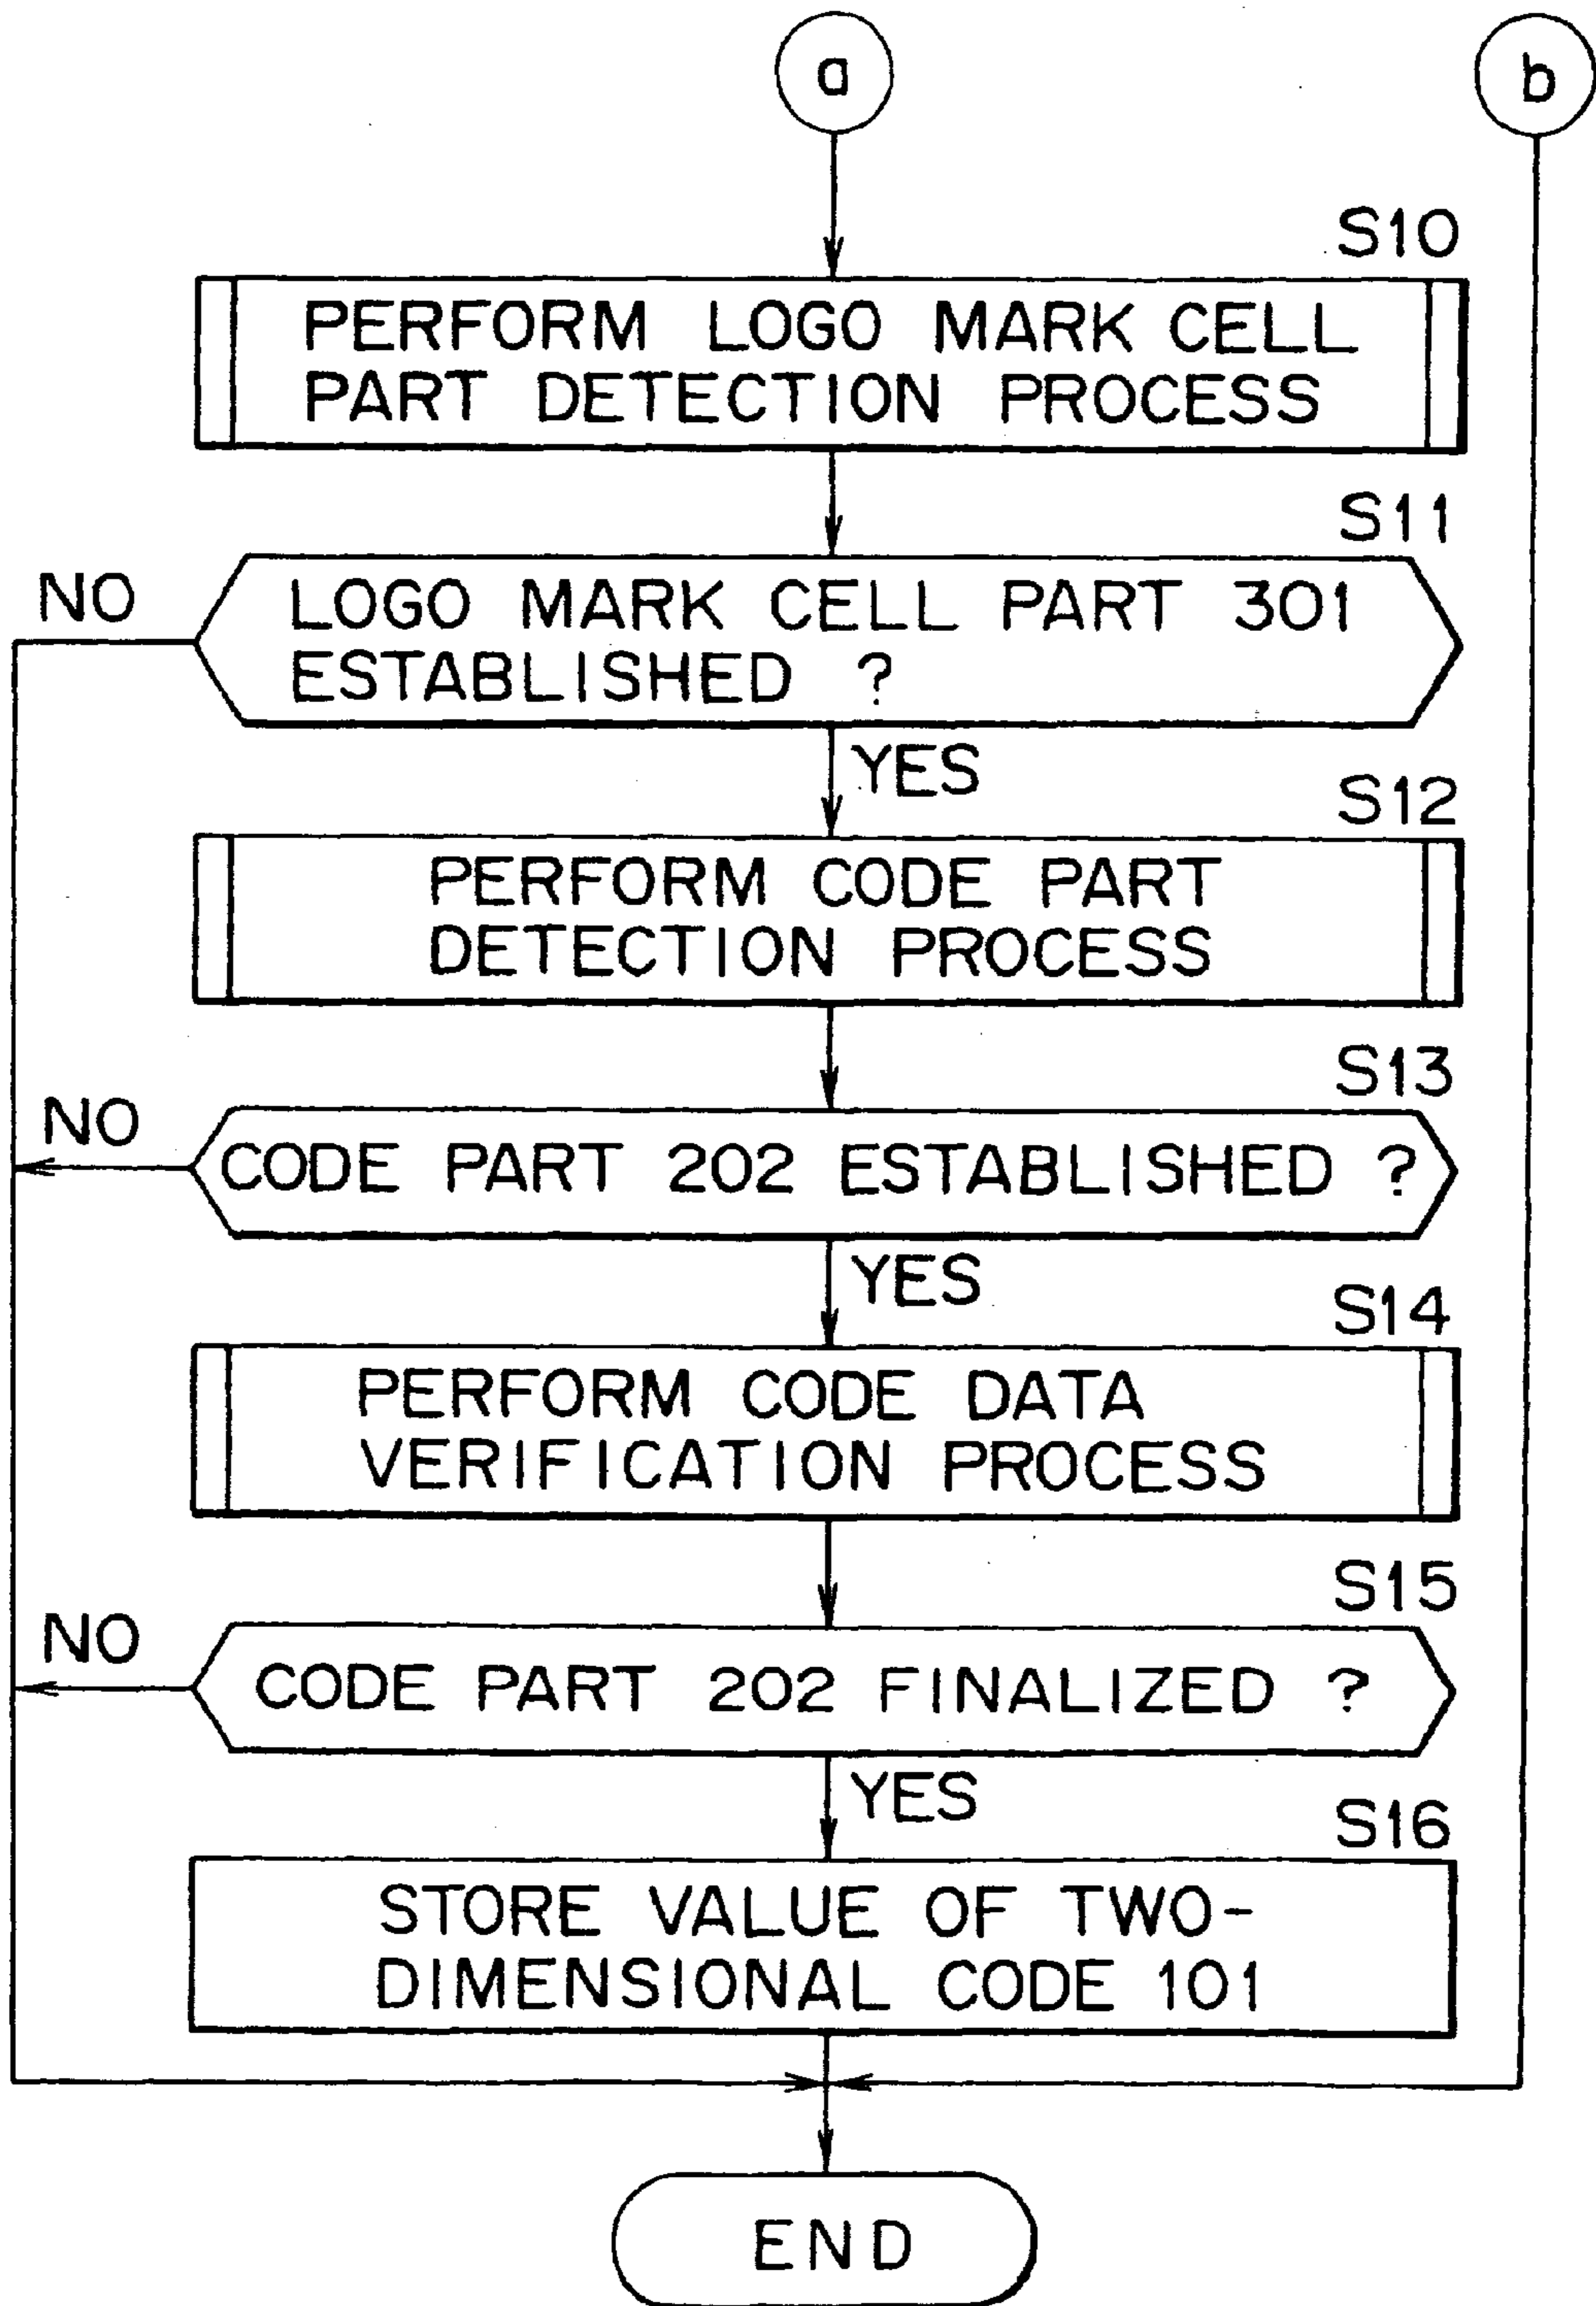 a
b
S10
PERFORM LOGO MARK CELL
PART DETECTION PROCESS
S11
NO
LOGO MARK CELL PART 301
ESTABLISHED ?
YES
S12
PERFORM CODE PART
DETECTION PROCESS
S13
NO
CODE PART 202 ESTABLISHED ?
YES
S14
PERFORM CODE DATA
VERIFICATION PROCESS
S15
NO
CODE PART 202 FINALIZED ?
YES
S16
STORE VALUE OF TWO-
DIMENSIONAL CODE 101
END